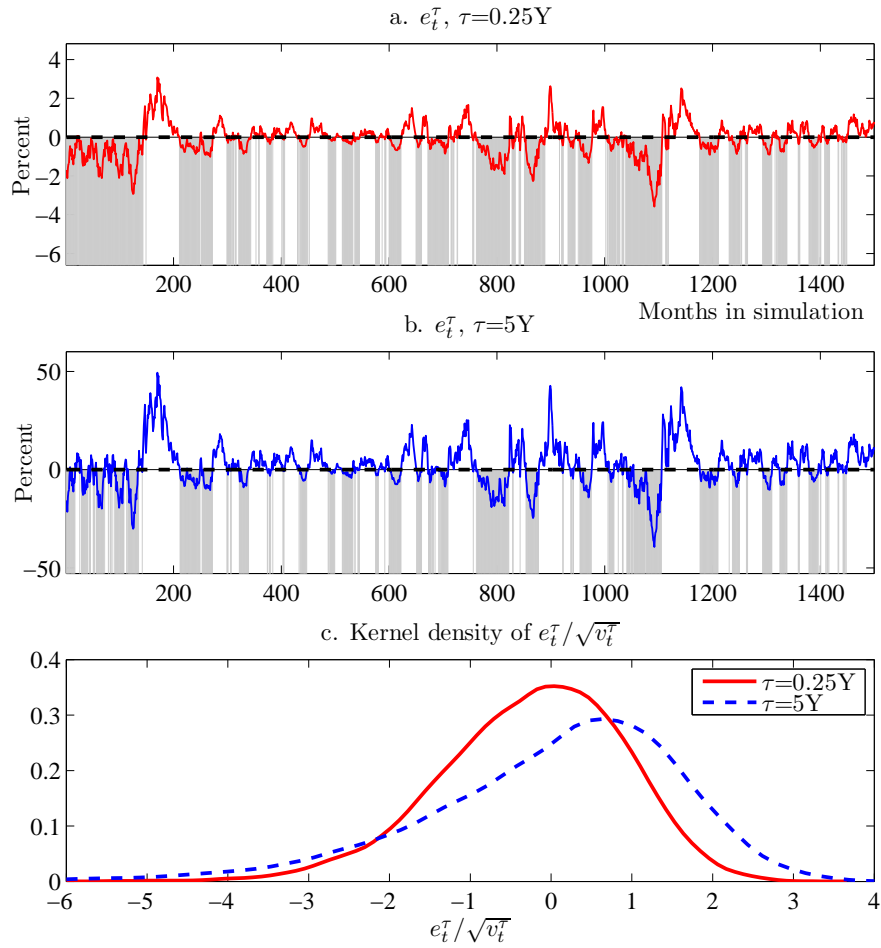 a. e_t^τ, τ=0.25Y
4
2
0
−2
−4
−6
Percent
200 400 600 800 1000 1200 1400
Months in simulation
b. e_t^τ, τ=5Y
50
0
−50
Percent
200 400 600 800 1000 1200 1400
c. Kernel density of e_t^τ/√v_t^τ
0.4
0.3
0.2
0.1
0
τ=0.25Y
τ=5Y
−6 −5 −4 −3 −2 −1 0 1 2 3 4
e_t^τ/√v_t^τ